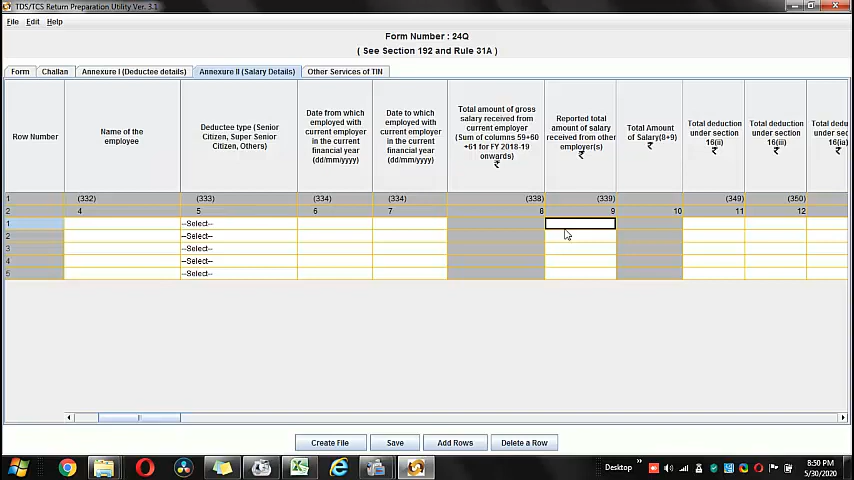 TDS/TCS Return Preparation Utility Ver. 3.1
File Edit Help
Form Number : 24Q
( See Section 192 and Rule 31A )
Form Challan Annexure I (Deductee details) Annexure II (Salary Details) Other Services of TIN
Row Number
Name of the
employee
Deductee type (Senior
Citizen, Super Senior
Citizen, Others)
Date from which
employed with
current employer in
the current
financial year
(dd/mm/yyyy)
Date to which
employed with
current employer in
the current
financial year
(dd/mm/yyyy)
Total amount of gross
salary received from
current employer
(Sum of columns 59+60
+61 for FY 2018-19
onwards)
₹
Reported total
amount of salary
received from other
employer(s)
₹
Total Amount
of Salary(8+9)
₹
Total deduction
under section
16(ii)
₹
Total deduction
under section
16(iii)
₹
Total dedu
under sec
16(ia)
1 (332) (333) (334) (334) (338) (339) (349) (350)
2 4 5 6 7 8 9 10 11 12
1 --Select--
2 --Select--
3 --Select--
4 --Select--
5 --Select--
Create File Save Add Rows Delete a Row
Desktop » 8:50 PM
5/30/2020